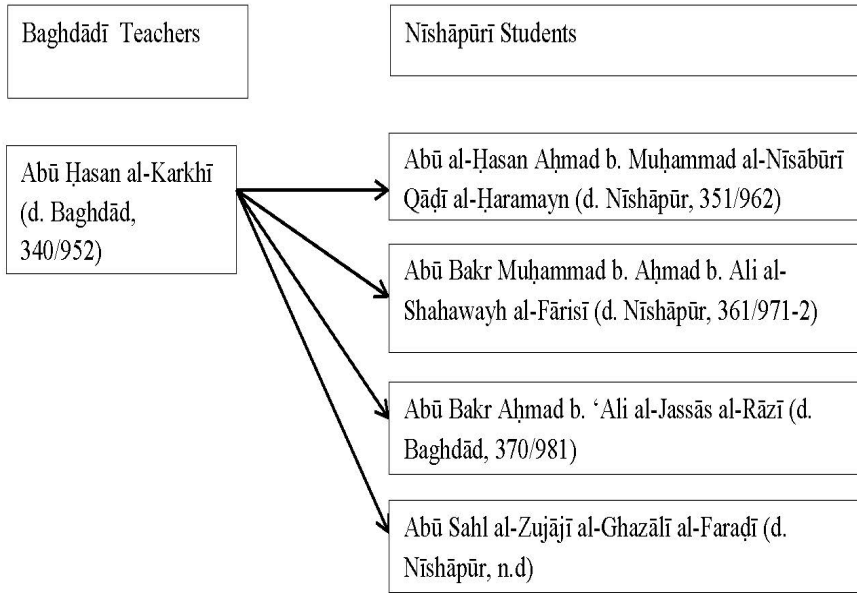 Baghdādī Teachers
Nīshāpūrī Students
Abū Ḥasan al-Karkhī
(d. Baghdād,
340/952)
Abū al-Ḥasan Aḥmad b. Muḥammad al-Nīsābūrī
Qāḍī al-Ḥaramayn (d. Nīshāpūr, 351/962)
Abū Bakr Muḥammad b. Aḥmad b. Ali al-
Shahawayh al-Fārisī (d. Nīshāpūr, 361/971-2)
Abū Bakr Aḥmad b. ‘Ali al-Jassās al-Rāzī (d.
Baghdād, 370/981)
Abū Sahl al-Zujājī al-Ghazālī al-Faraḍī (d.
Nīshāpūr, n.d)